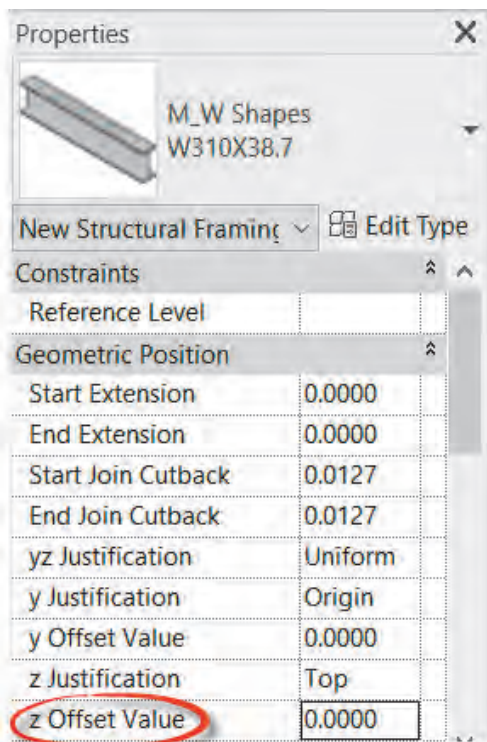 Properties
M_W Shapes
W310X38.7
New Structural Framing Edit Type
Constraints
Reference Level
Geometric Position
Start Extension 0.0000
End Extension 0.0000
Start Join Cutback 0.0127
End Join Cutback 0.0127
yz Justification Uniform
y Justification Origin
y Offset Value 0.0000
z Justification Top
z Offset Value 0.0000